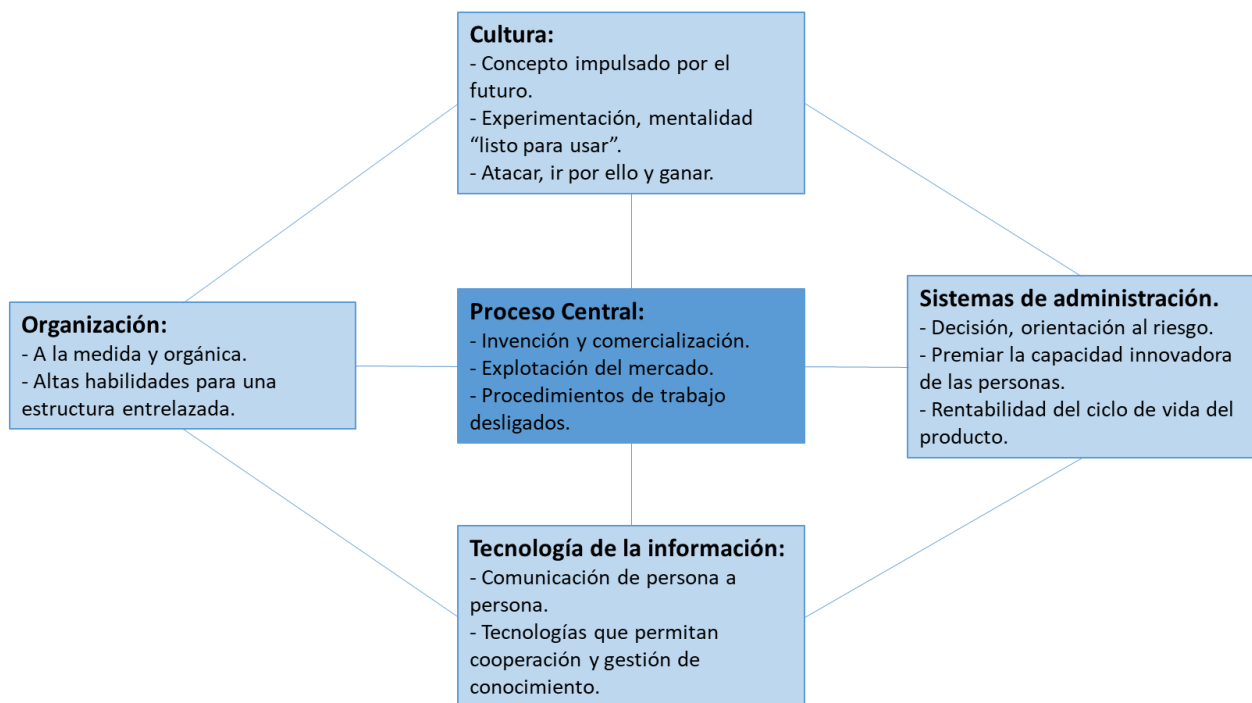 Cultura:
- Concepto impulsado por el
futuro.
- Experimentación, mentalidad
“listo para usar”.
- Atacar, ir por ello y ganar.
Organización:
- A la medida y orgánica.
- Altas habilidades para una
estructura entrelazada.
Proceso Central:
- Invención y comercialización.
- Explotación del mercado.
- Procedimientos de trabajo
desligados.
Sistemas de administración.
- Decisión, orientación al riesgo.
- Premiar la capacidad innovadora
de las personas.
- Rentabilidad del ciclo de vida del
producto.
Tecnología de la información:
- Comunicación de persona a
persona.
- Tecnologías que permitan
cooperación y gestión de
conocimiento.